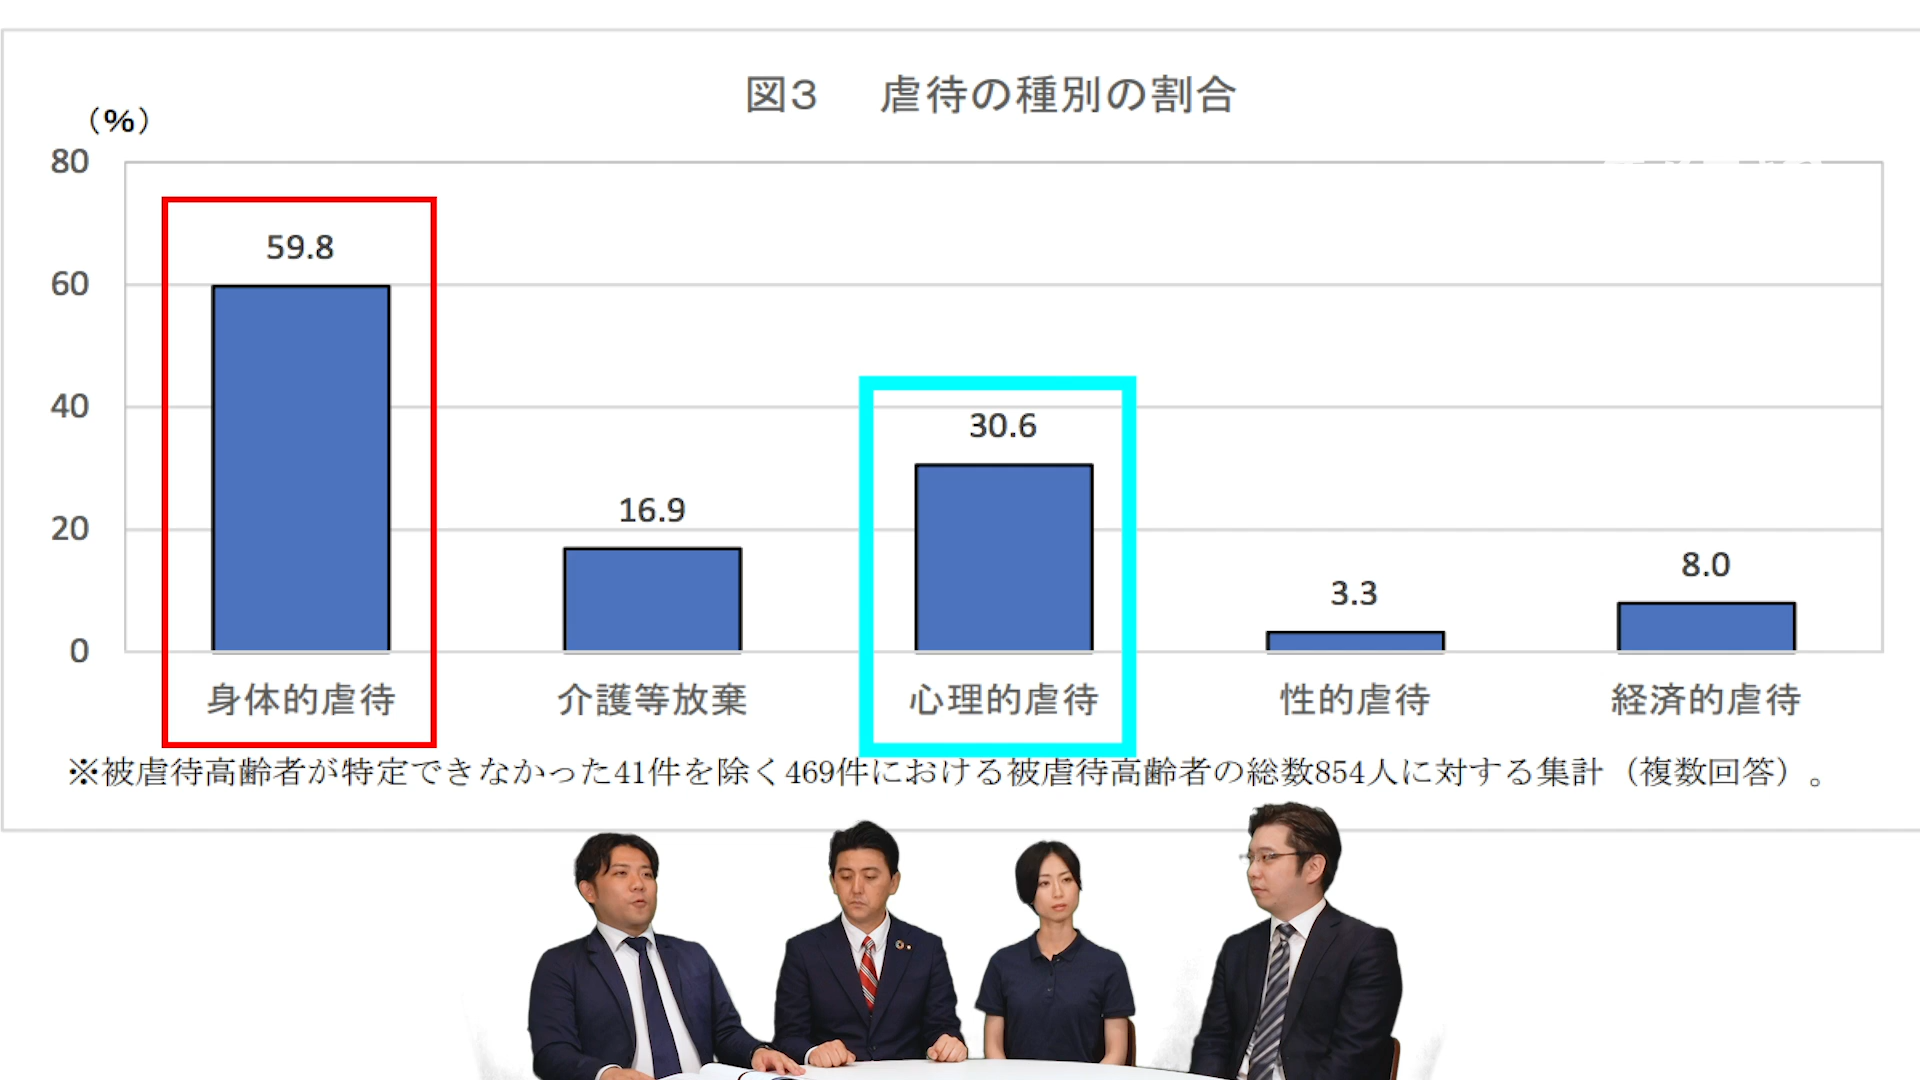 図3　虐待の種別の割合
（%）
80
60
40
20
0
59.8
16.9
30.6
3.3
8.0
身体的虐待
介護等放棄
心理的虐待
性的虐待
経済的虐待
※被虐待高齢者が特定できなかった41件を除く469件における被虐待高齢者の総数854人に対する集計（複数回答）。